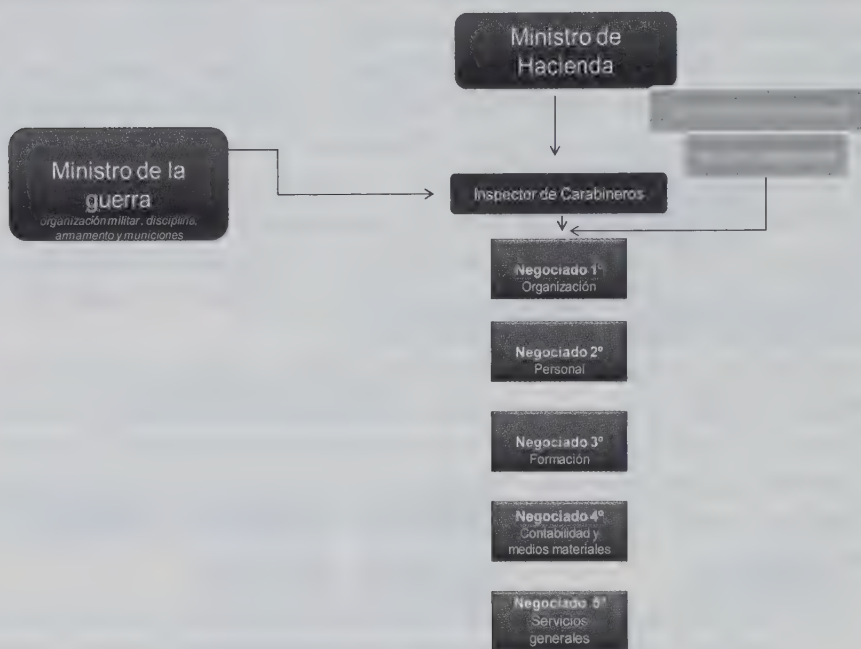 Ministro de
Hacienda
Ministro de la
guerra
organización militar, disciplina,
armamento y municiones
Inspector de Carabineros
Negociado 1º
Organización
Negociado 2º
Personal
Negociado 3º
Formación
Negociado 4º
Contabilidad y
medios materiales
Negociado 5º
Servicios
generales